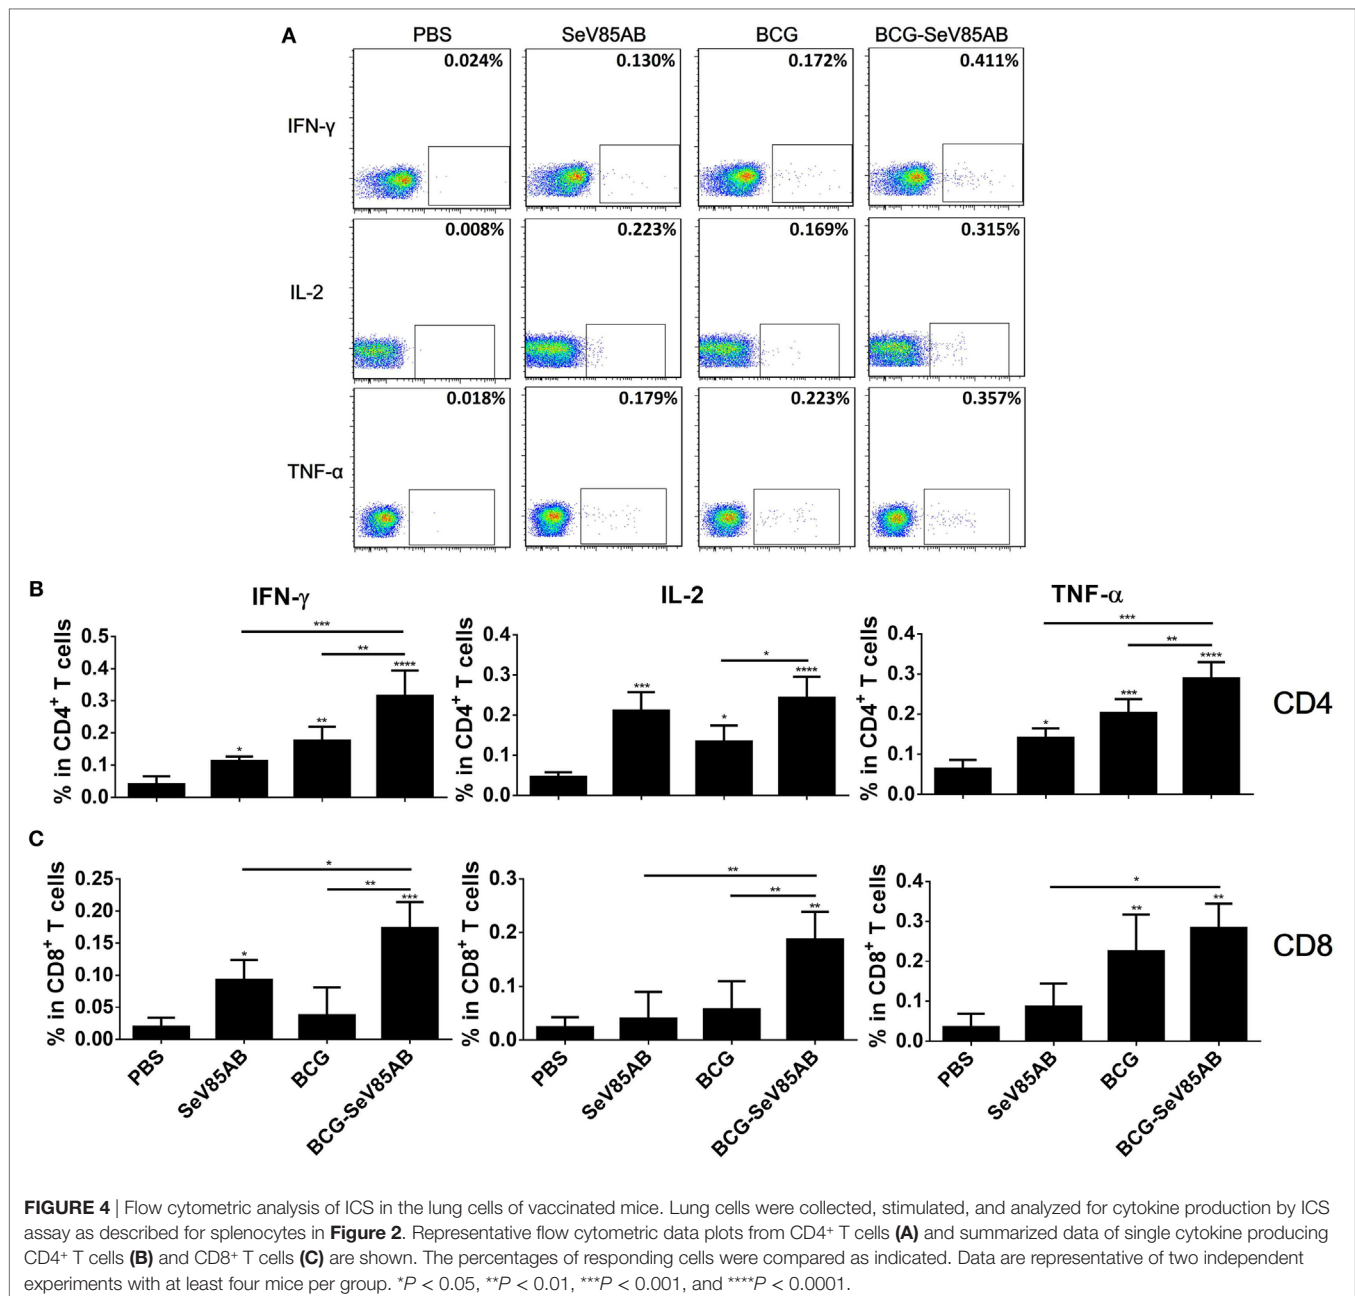 A
PBS SeV85AB BCG BCG-SeV85AB
IFN-γ
0.024% 0.130% 0.172% 0.411%
IL-2
0.008% 0.223% 0.169% 0.315%
TNF-α
0.018% 0.179% 0.223% 0.357%
B
IFN-γ IL-2 TNF-α
% in CD4+ T cells
0.5
0.4
0.3
0.2
0.1
0.0
* ** **** ** ***
% in CD4+ T cells
0.4
0.3
0.2
0.1
0.0
*** * **** *
% in CD4+ T cells
0.4
0.3
0.2
0.1
0.0
* *** **** ** ***
CD4
C
% in CD8+ T cells
0.25
0.20
0.15
0.10
0.05
0.00
* *** ** *
PBS
SeV85AB
BCG
BCG-SeV85AB
% in CD8+ T cells
0.3
0.2
0.1
0.0
** ** **
PBS
SeV85AB
BCG
BCG-SeV85AB
% in CD8+ T cells
0.4
0.3
0.2
0.1
0.0
** ** *
PBS
SeV85AB
BCG
BCG-SeV85AB
CD8
FIGURE 4 | Flow cytometric analysis of ICS in the lung cells of vaccinated mice. Lung cells were collected, stimulated, and analyzed for cytokine production by ICS
assay as described for splenocytes in Figure 2. Representative flow cytometric data plots from CD4+ T cells (A) and summarized data of single cytokine producing
CD4+ T cells (B) and CD8+ T cells (C) are shown. The percentages of responding cells were compared as indicated. Data are representative of two independent
experiments with at least four mice per group. *P < 0.05, **P < 0.01, ***P < 0.001, and ****P < 0.0001.